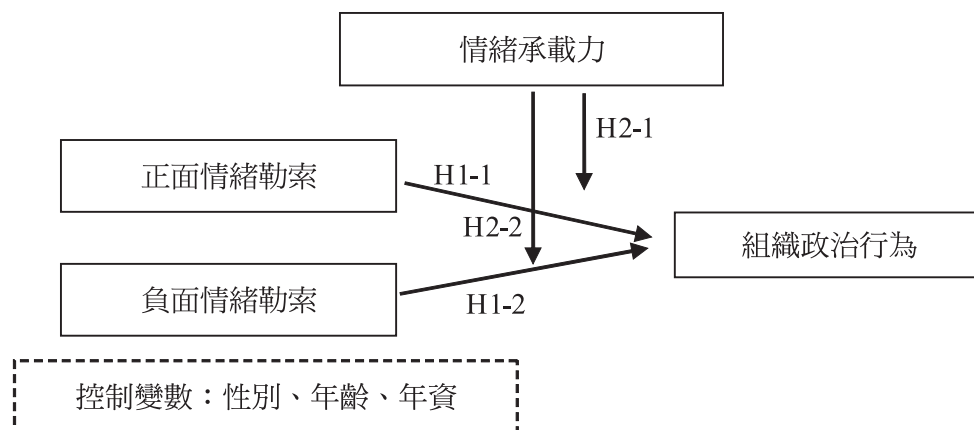 情緒承載力
H2-1
正面情緒勒索
H1-1
H2-2
組織政治行為
負面情緒勒索
H1-2
控制變數：性別、年齡、年資